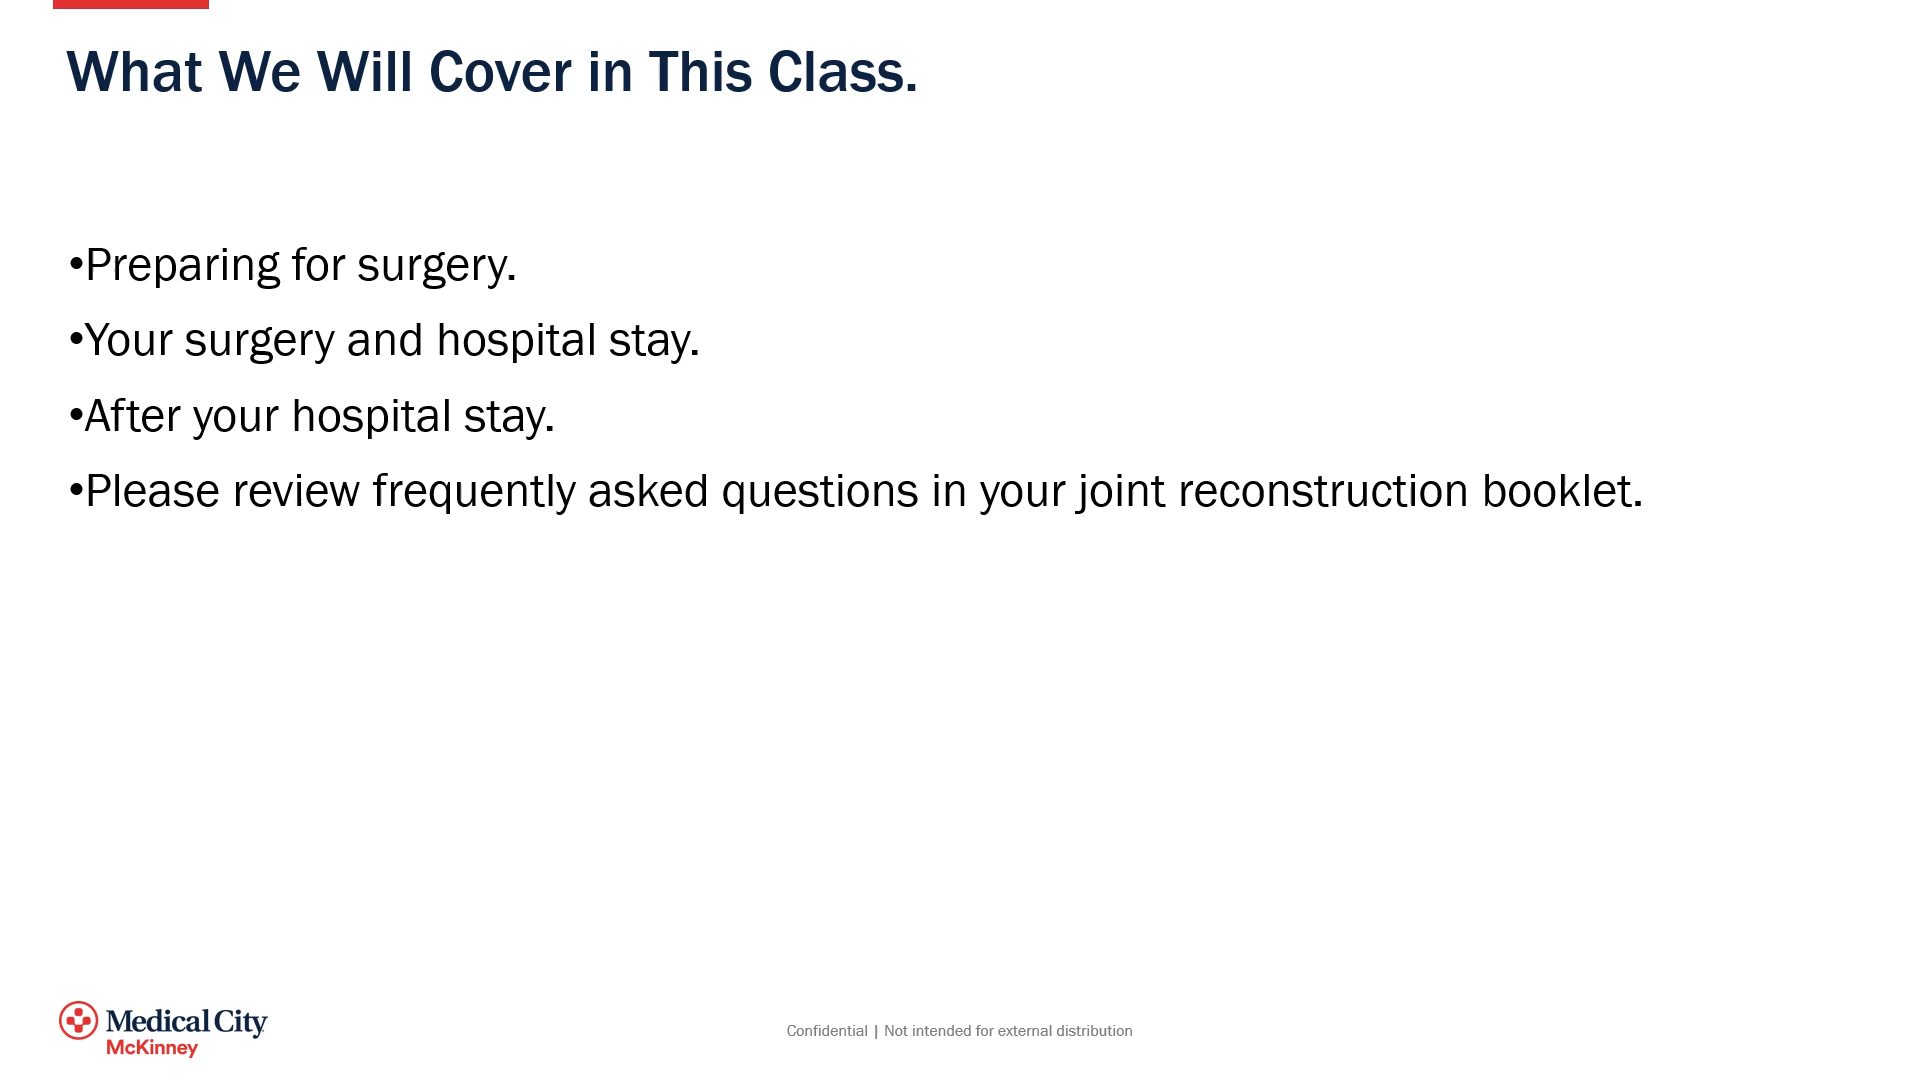 What We Will Cover in This Class.
•Preparing for surgery.
•Your surgery and hospital stay.
•After your hospital stay.
•Please review frequently asked questions in your joint reconstruction booklet.
Medical City
McKinney
Confidential | Not intended for external distribution